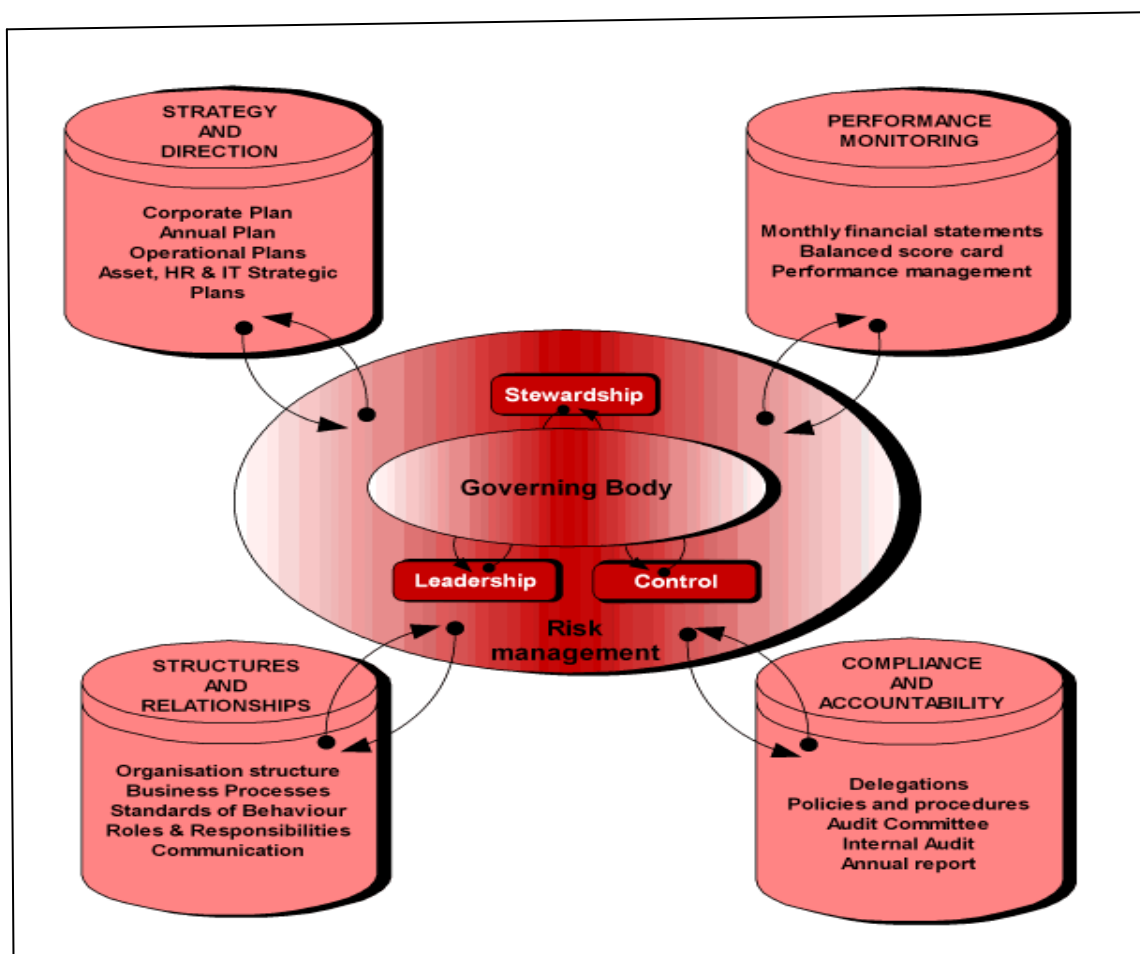 STRATEGY
AND
DIRECTION
Corporate Plan
Annual Plan
Operational Plans
Asset, HR & IT Strategic
Plans
PERFORMANCE
MONITORING
Monthly financial statements
Balanced score card
Performance management
Stewardship
Governing Body
Leadership
Control
Risk
management
STRUCTURES
AND
RELATIONSHIPS
Organisation structure
Business Processes
Standards of Behaviour
Roles & Responsibilities
Communication
COMPLIANCE
AND
ACCOUNTABILITY
Delegations
Policies and procedures
Audit Committee
Internal Audit
Annual report